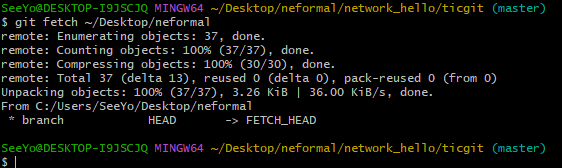 SeeYo@DESKTOP-I9JSCJQ MINGW64 ~/Desktop/neformal/network_hello/ticgit (master)
$ git fetch ~/Desktop/neformal
remote: Enumerating objects: 37, done.
remote: Counting objects: 100% (37/37), done.
remote: Compressing objects: 100% (30/30), done.
remote: Total 37 (delta 13), reused 0 (delta 0), pack-reused 0 (from 0)
Unpacking objects: 100% (37/37), 3.26 KiB | 36.00 KiB/s, done.
From C:/Users/SeeYo/Desktop/neformal
 * branch            HEAD       -> FETCH_HEAD
SeeYo@DESKTOP-I9JSCJQ MINGW64 ~/Desktop/neformal/network_hello/ticgit (master)
$